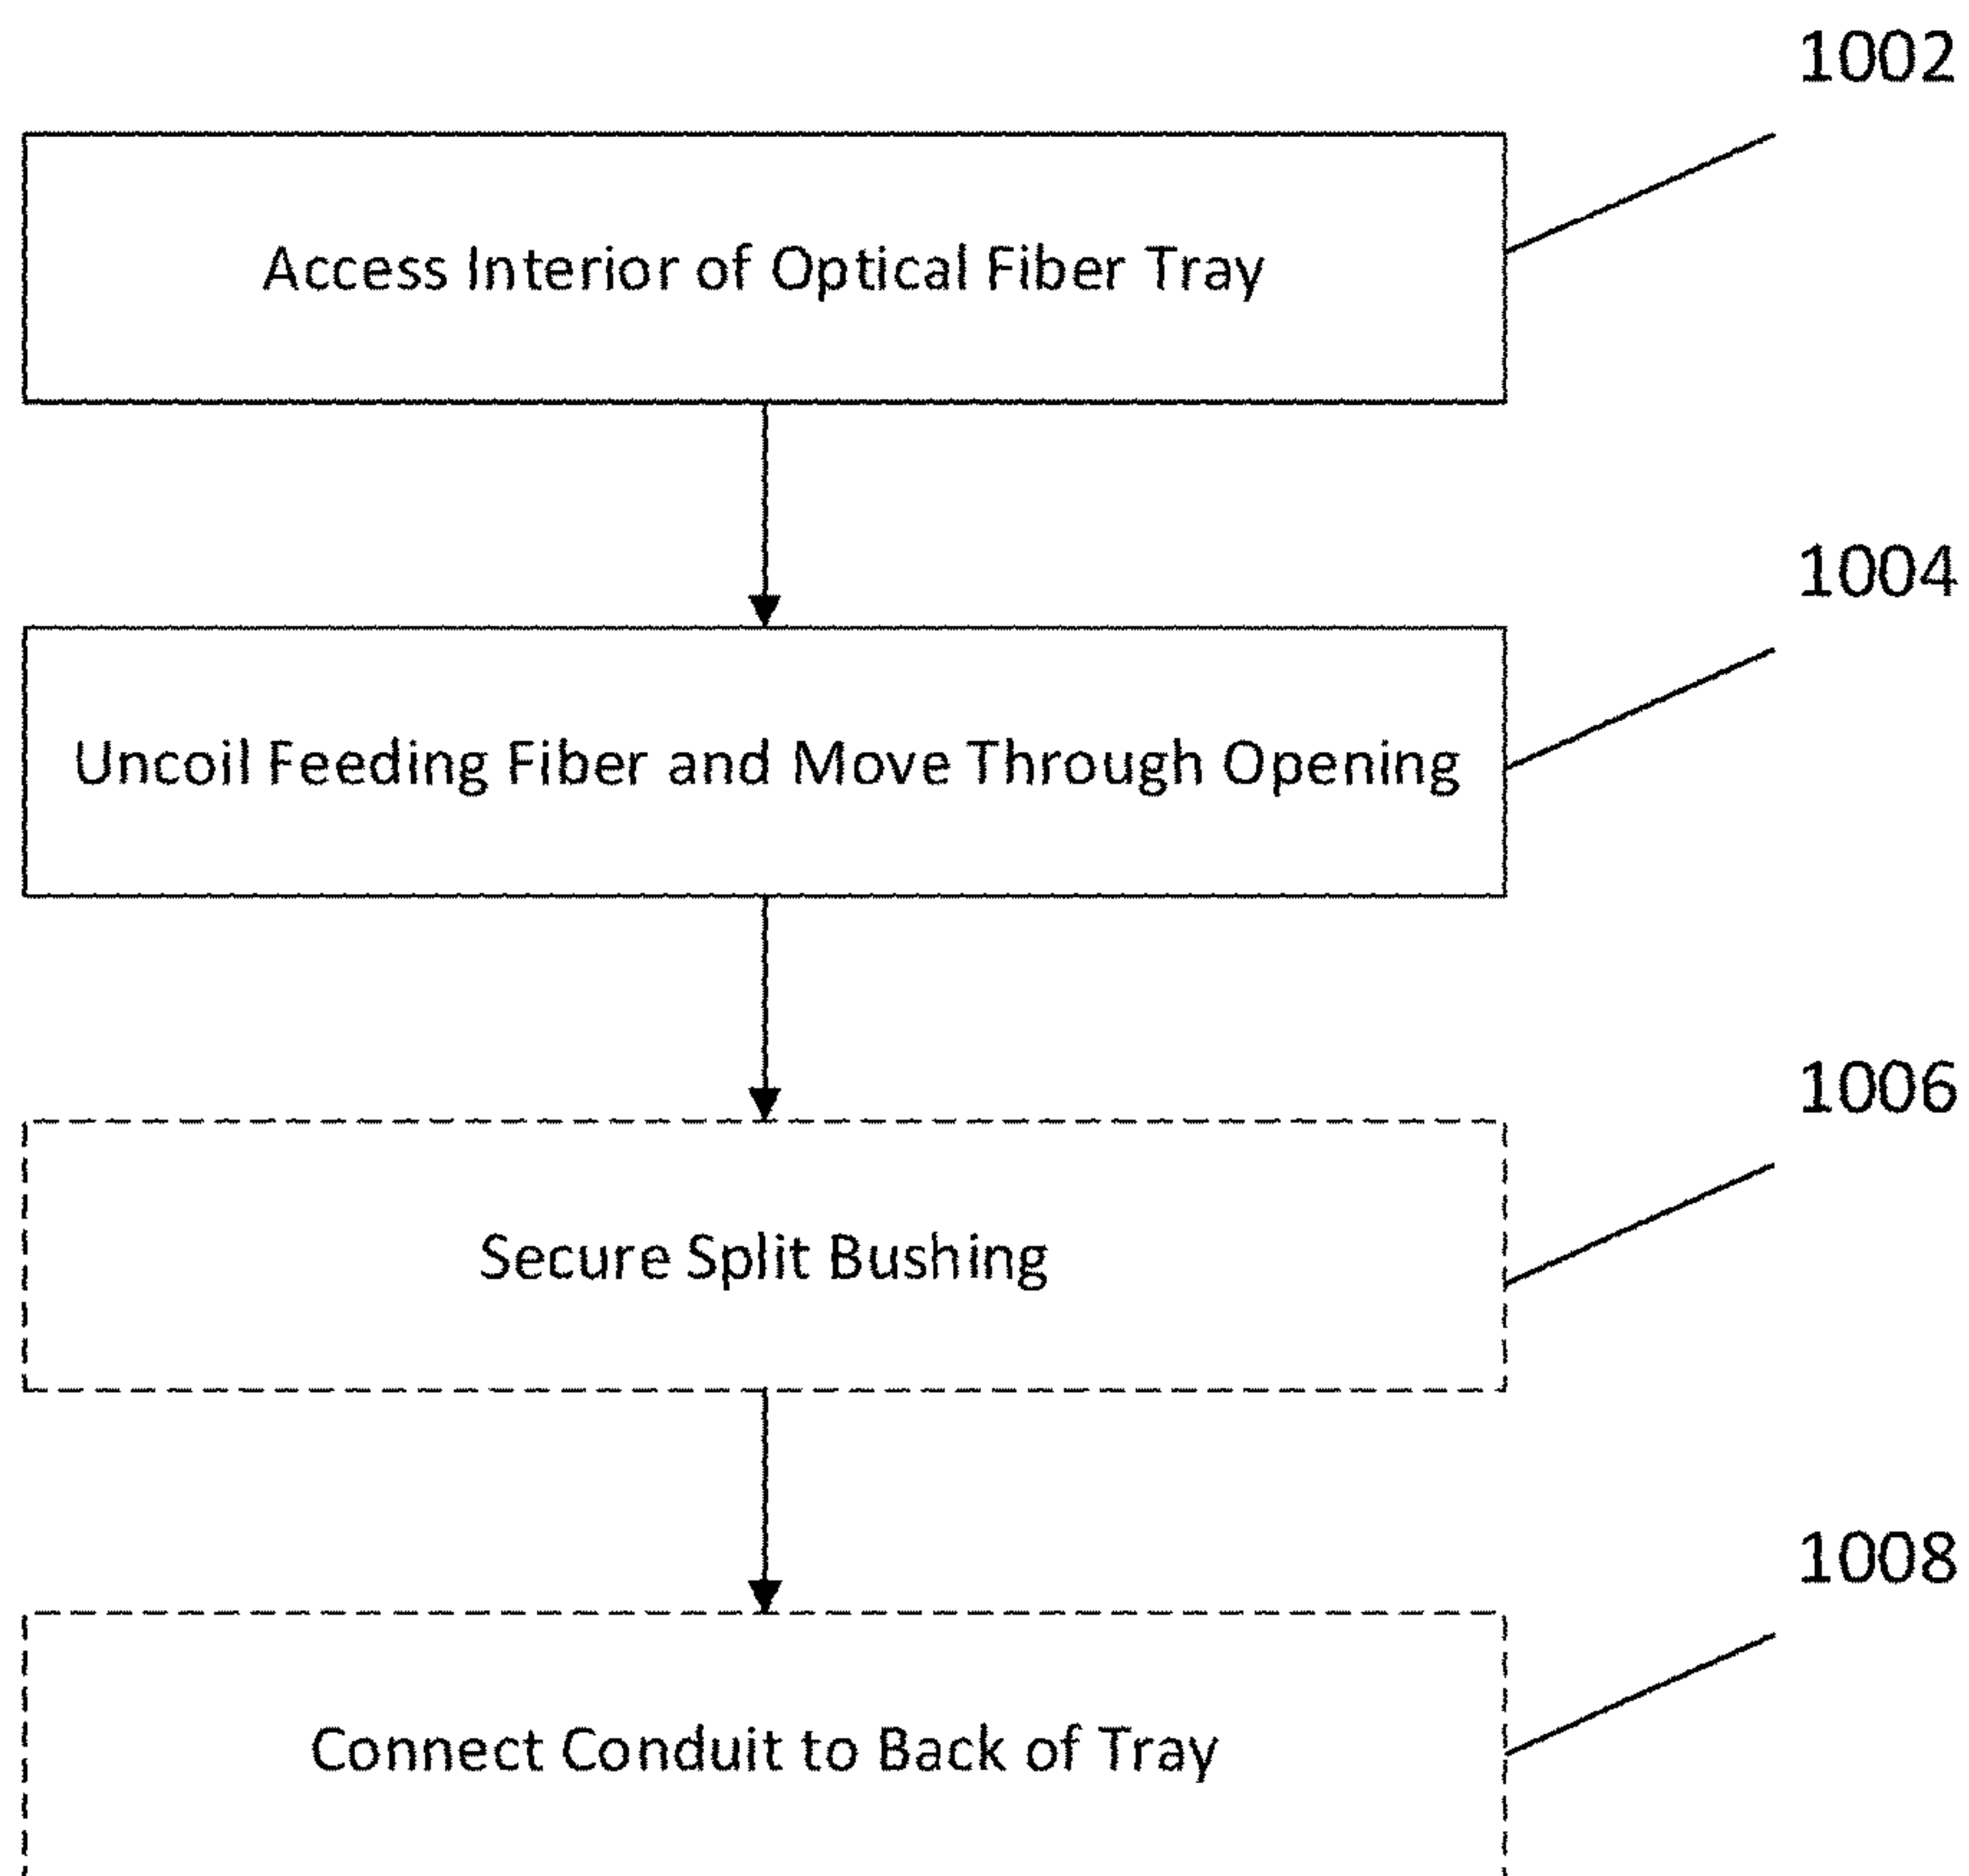 1002
Access Interior of Optical Fiber Tray
1004
Uncoil Feeding Fiber and Move Through Opening
1006
Secure Split Bushing
1008
Connect Conduit to Back of Tray